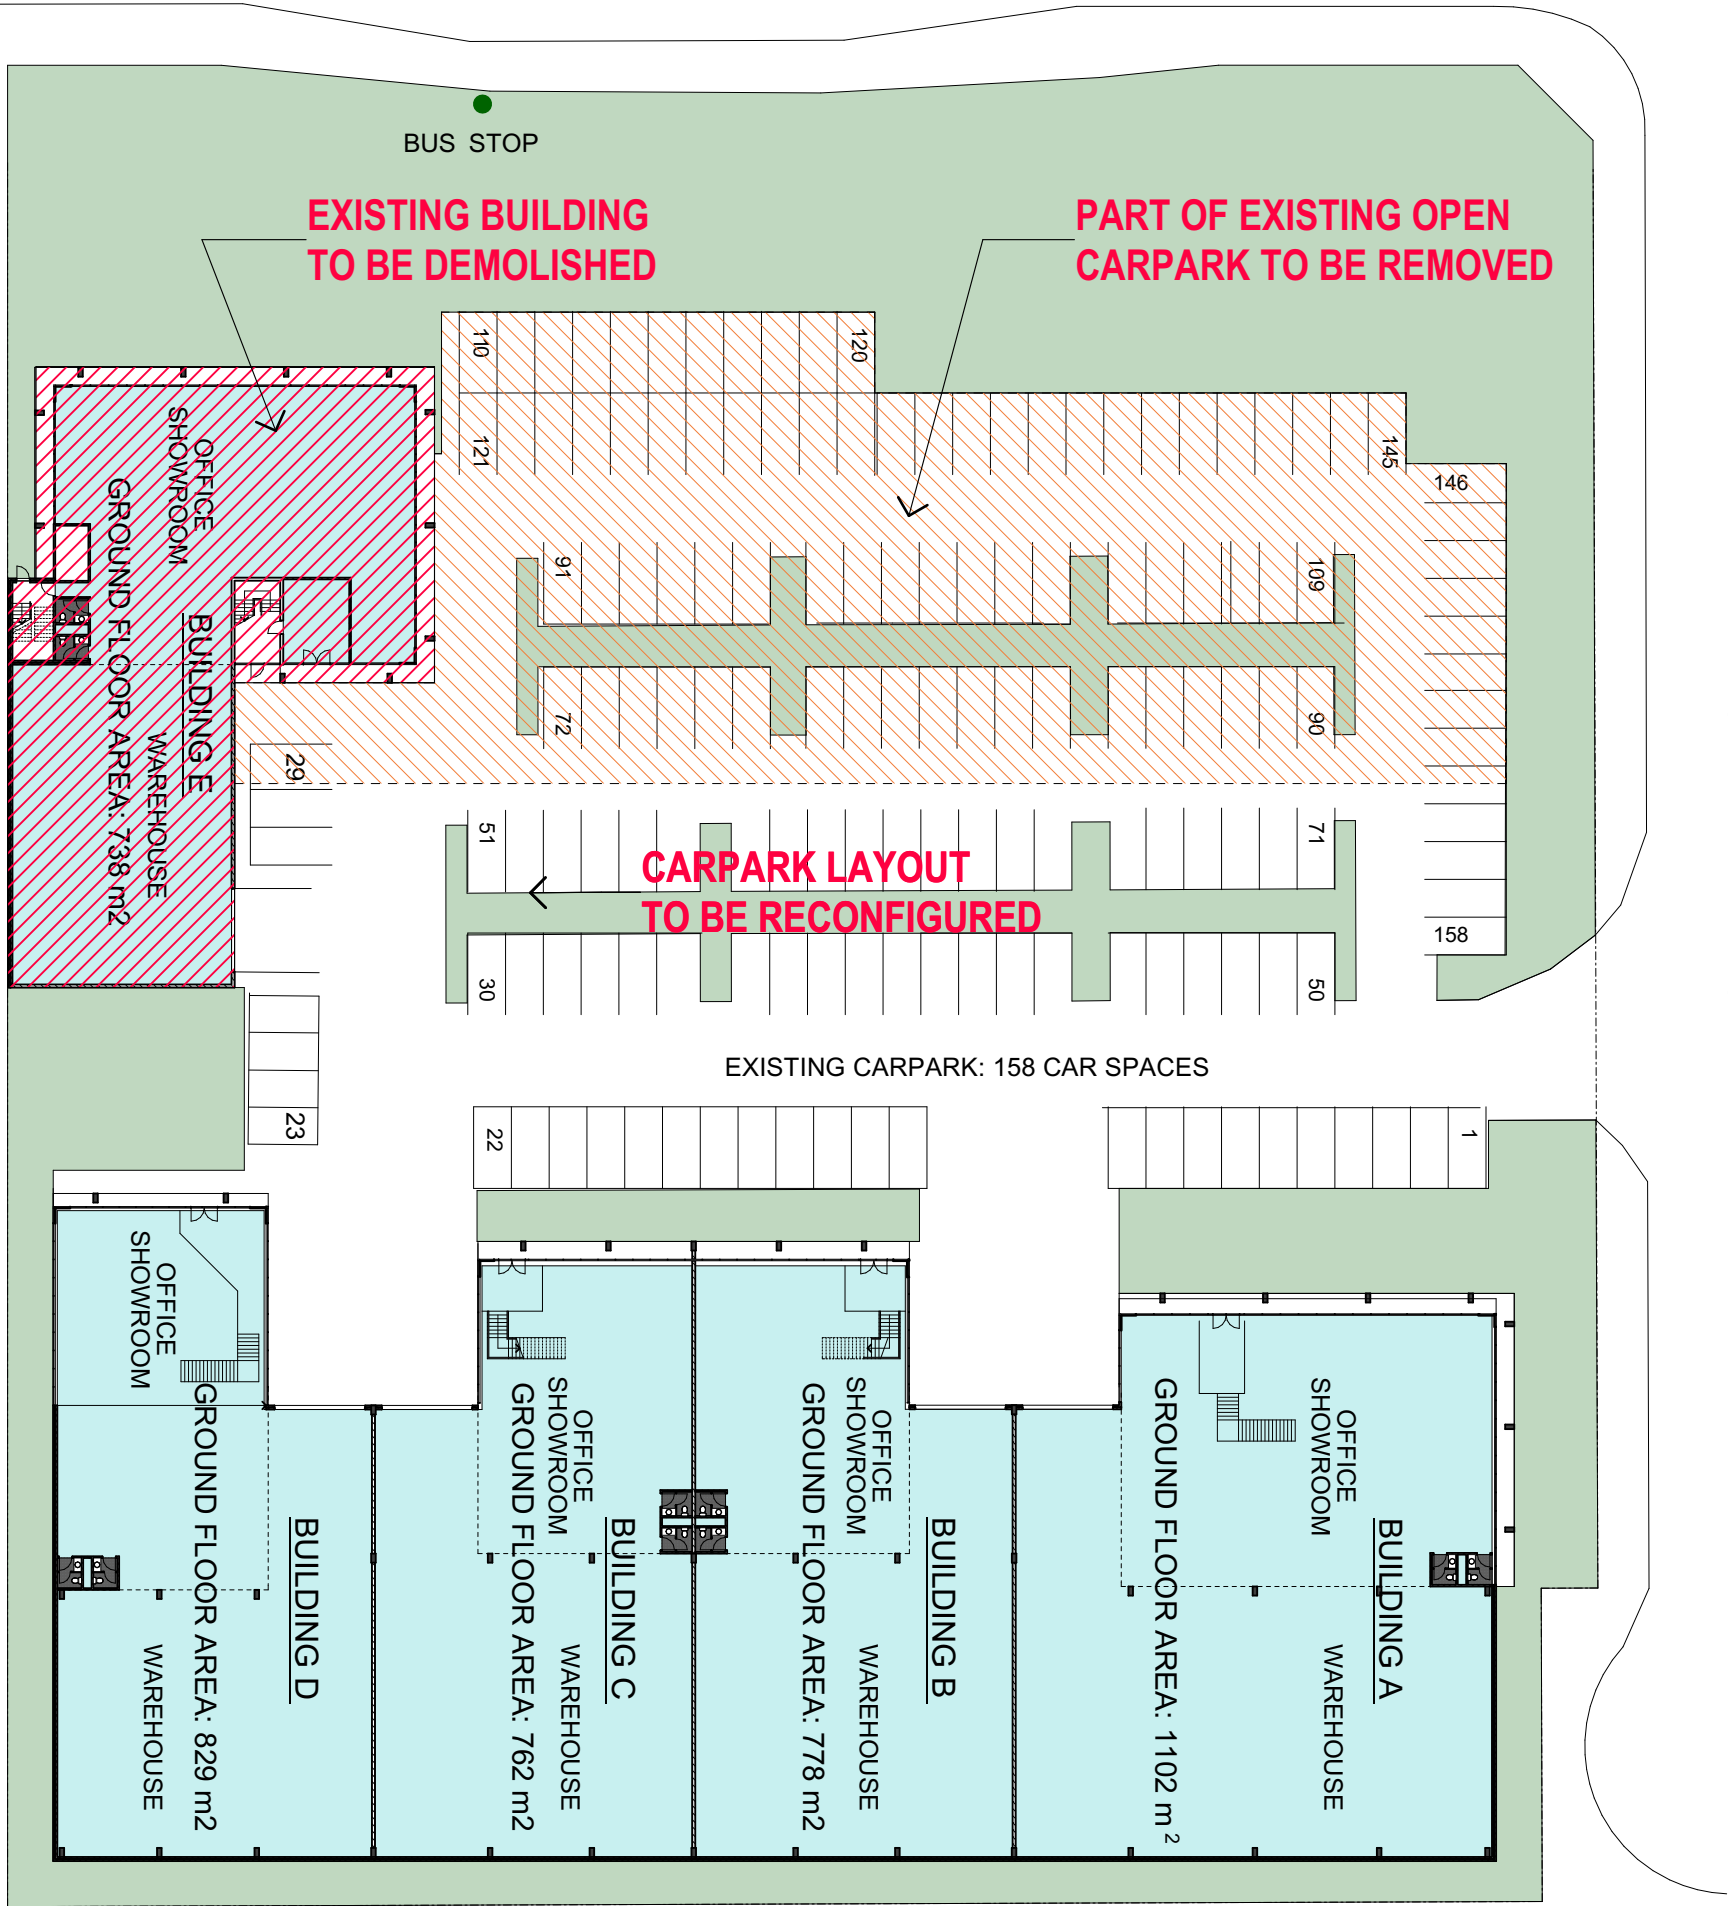 BUS STOP
EXISTING BUILDING
TO BE DEMOLISHED
PART OF EXISTING OPEN
CARPARK TO BE REMOVED
110
120
121
145
146
OFFICE
SHOWROOM
GROUND FLOOR AREA: 738 m2
BUILDING E
WAREHOUSE
91
109
72
90
29
51
71
CARPARK LAYOUT
TO BE RECONFIGURED
158
30
50
EXISTING CARPARK: 158 CAR SPACES
23
22
1
OFFICE
SHOWROOM
BUILDING D
GROUND FLOOR AREA: 829 m2
WAREHOUSE
OFFICE
SHOWROOM
BUILDING C
GROUND FLOOR AREA: 762 m2
WAREHOUSE
OFFICE
SHOWROOM
BUILDING B
GROUND FLOOR AREA: 778 m2
WAREHOUSE
OFFICE
SHOWROOM
BUILDING A
GROUND FLOOR AREA: 1102 m²
WAREHOUSE